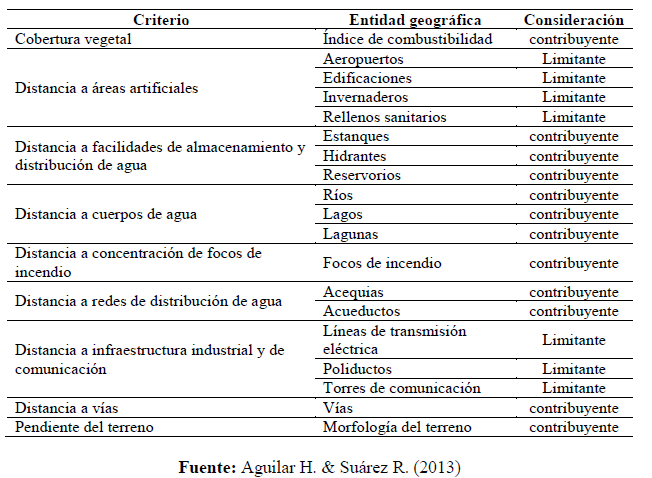 Criterio Entidad geográfica Consideración
Cobertura vegetal Índice de combustibilidad contribuyente
Distancia a áreas artificiales Aeropuertos Limitante
Edificaciones Limitante
Invernaderos Limitante
Rellenos sanitarios Limitante
Distancia a facilidades de almacenamiento y distribución de agua Estanques contribuyente
Hidrantes contribuyente
Reservorios contribuyente
Distancia a cuerpos de agua Ríos contribuyente
Lagos contribuyente
Lagunas contribuyente
Distancia a concentración de focos de incendio Focos de incendio contribuyente
Distancia a redes de distribución de agua Acequias contribuyente
Acueductos contribuyente
Distancia a infraestructura industrial y de comunicación Líneas de transmisión eléctrica Limitante
Poliductos Limitante
Torres de comunicación Limitante
Distancia a vías Vías contribuyente
Pendiente del terreno Morfología del terreno contribuyente
Fuente: Aguilar H. & Suárez R. (2013)